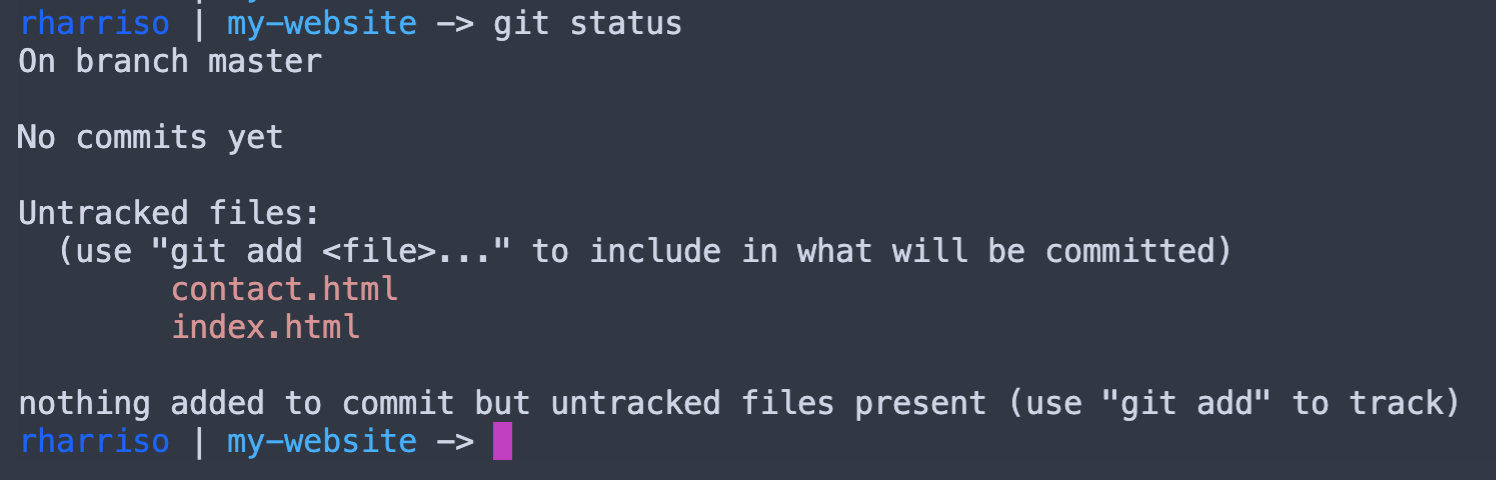 rharriso | my-website -> git status
On branch master
No commits yet
Untracked files:
  (use "git add <file>..." to include in what will be committed)
        contact.html
        index.html
nothing added to commit but untracked files present (use "git add" to track)
rharriso | my-website ->